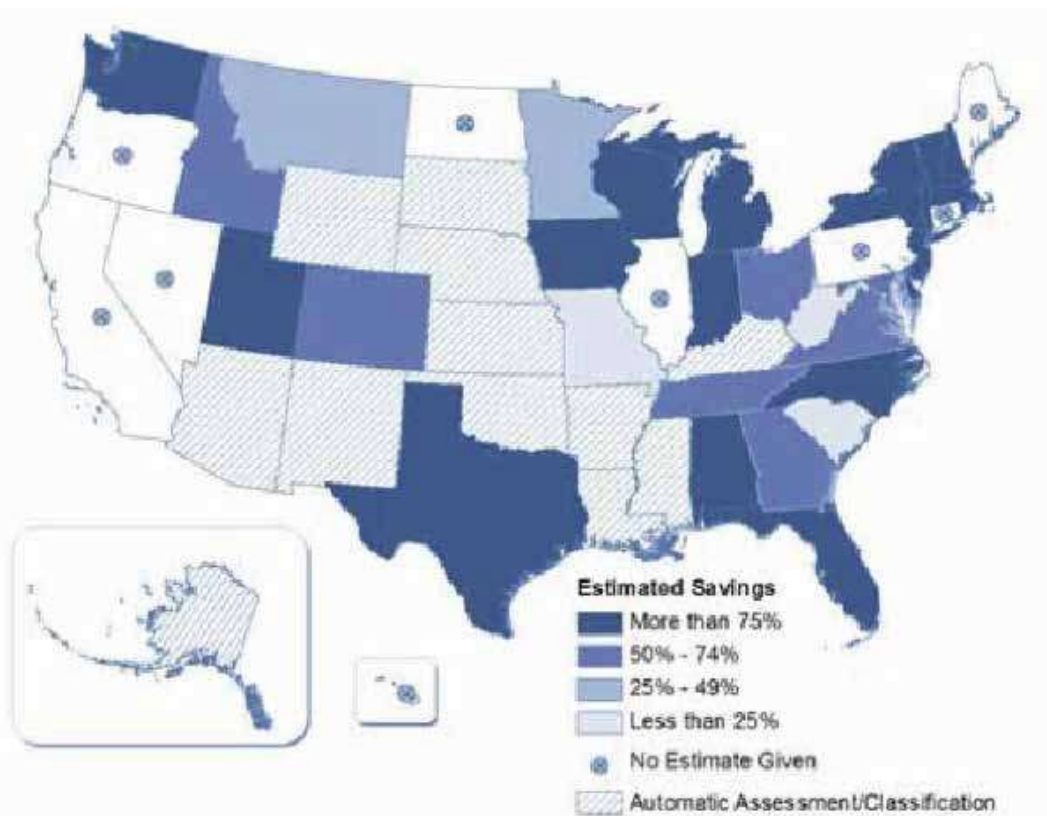 Estimated Savings
More than 75%
50% - 74%
25% - 49%
Less than 25%
No Estimate Given
Automatic Assessment/Classification